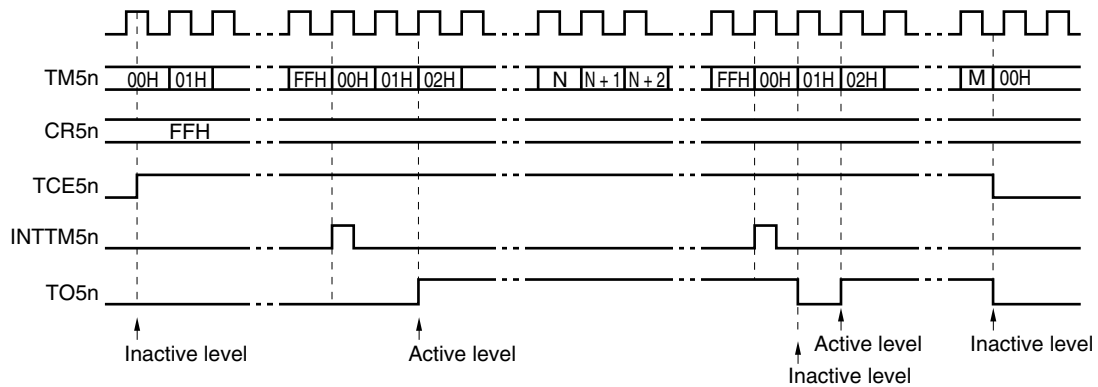 TM5n 00H 01H FFH 00H 01H 02H N N + 1 N + 2 FFH 00H 01H 02H M 00H
CR5n FFH
TCE5n
INTTM5n
TO5n
Inactive level Active level Active level Inactive level
Inactive level